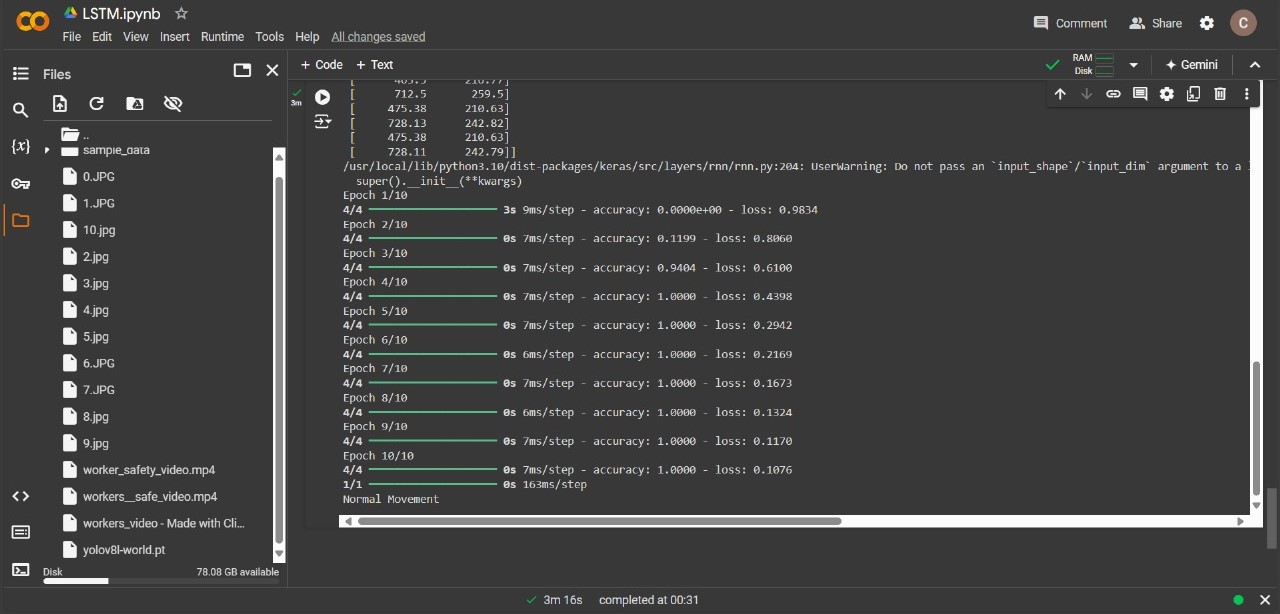 LSTM.ipynb
Comment
Share
C
File Edit View Insert Runtime Tools Help All changes saved
Files
+ Code + Text
RAM
Disk
Gemini
..
sample_data
0.JPG
1.JPG
10.jpg
2.jpg
3.jpg
4.jpg
5.jpg
6.JPG
7.JPG
8.jpg
9.jpg
worker_safety_video.mp4
workers__safe_video.mp4
workers_video - Made with Cli...
yolov8l-world.pt
Disk 78.08 GB available
{x}
3m
[ 712.5 259.5]
[ 475.38 210.63]
[ 728.13 242.82]
[ 475.38 210.63]
[ 728.11 242.79]]
/usr/local/lib/python3.10/dist-packages/keras/src/layers/rnn/rnn.py:204: UserWarning: Do not pass an `input_shape`/`input_dim` argument to a
super().__init__(**kwargs)
Epoch 1/10
4/4 3s 9ms/step - accuracy: 0.0000e+00 - loss: 0.9834
Epoch 2/10
4/4 0s 7ms/step - accuracy: 0.1199 - loss: 0.8060
Epoch 3/10
4/4 0s 7ms/step - accuracy: 0.9404 - loss: 0.6100
Epoch 4/10
4/4 0s 7ms/step - accuracy: 1.0000 - loss: 0.4398
Epoch 5/10
4/4 0s 7ms/step - accuracy: 1.0000 - loss: 0.2942
Epoch 6/10
4/4 0s 6ms/step - accuracy: 1.0000 - loss: 0.2169
Epoch 7/10
4/4 0s 7ms/step - accuracy: 1.0000 - loss: 0.1673
Epoch 8/10
4/4 0s 6ms/step - accuracy: 1.0000 - loss: 0.1324
Epoch 9/10
4/4 0s 7ms/step - accuracy: 1.0000 - loss: 0.1170
Epoch 10/10
4/4 0s 7ms/step - accuracy: 1.0000 - loss: 0.1076
1/1 0s 163ms/step
Normal Movement
3m 16s completed at 00:31